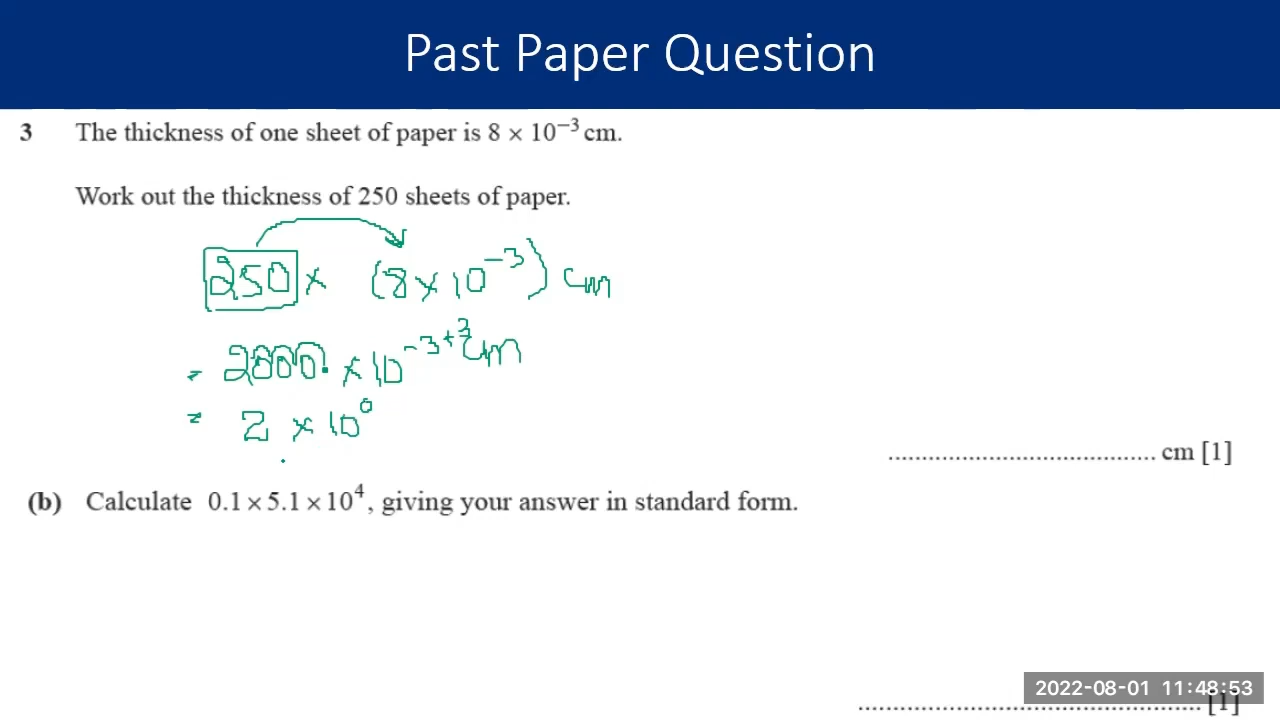 Past Paper Question
3 The thickness of one sheet of paper is 8 × 10⁻³ cm.
Work out the thickness of 250 sheets of paper.
250 × (8 × 10⁻³) cm
= 2000. × 10⁻³⁺³ cm
= 2 × 10⁰
........................................ cm [1]
(b) Calculate 0.1 × 5.1 × 10⁴, giving your answer in standard form.
2022-08-01 11:48:53
................................................ [1]